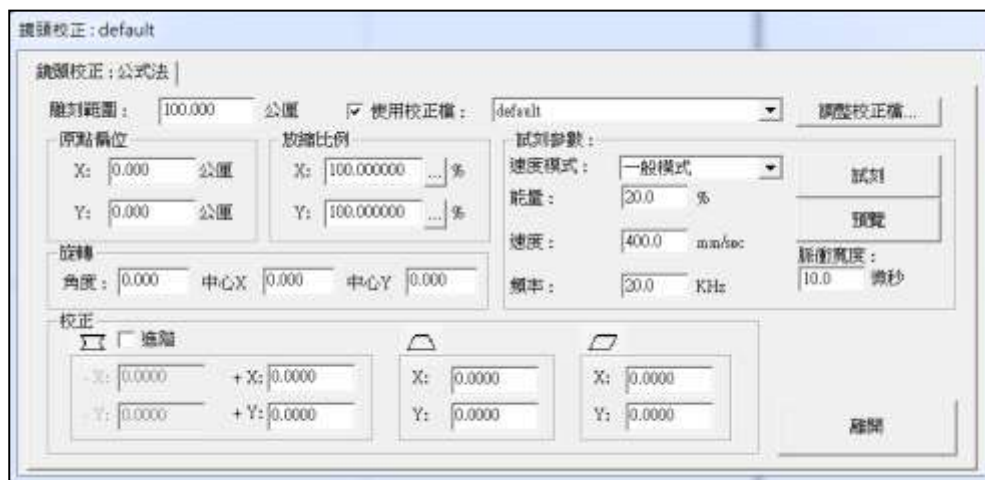 鏡頭校正 : default
鏡頭校正 : 公式法
雕刻範圍 : 100.000 公厘 使用校正檔 : default 調整校正檔...
原點偏位 放縮比例 試刻參數 :
X: 0.000 公厘 X: 100.000000 ... % 速度模式 : 一般模式 試刻
Y: 0.000 公厘 Y: 100.000000 ... % 能量 : 20.0 % 預覽
旋轉 速度 : 400.0 mm/sec 脈衝寬度 :
角度 : 0.000 中心X 0.000 中心Y 0.000 頻率 : 20.0 KHz 10.0 微秒
校正
進階
- X: 0.0000 + X: 0.0000 X: 0.0000 X: 0.0000
- Y: 0.0000 + Y: 0.0000 Y: 0.0000 Y: 0.0000
離開